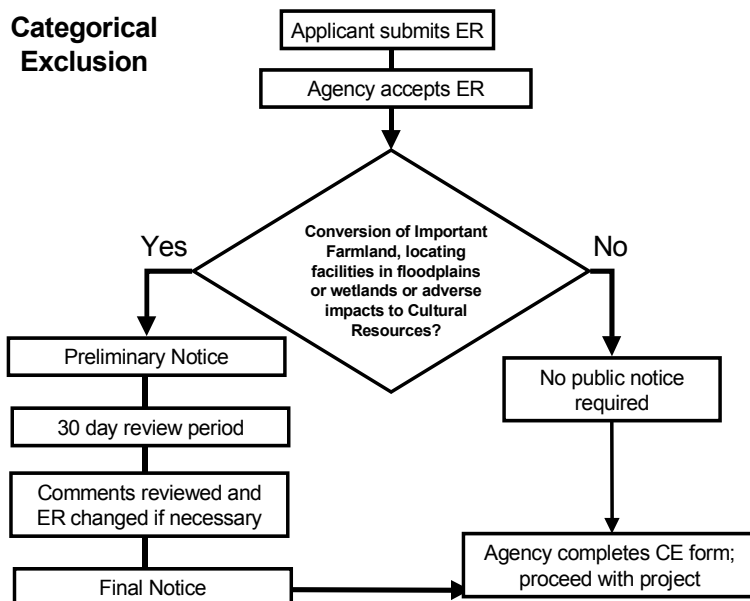 Categorical
Exclusion
Applicant submits ER
Agency accepts ER
Conversion of Important
Farmland, locating
facilities in floodplains
or wetlands or adverse
impacts to Cultural
Resources?
Yes
No
Preliminary Notice
30 day review period
Comments reviewed and
ER changed if necessary
Final Notice
No public notice
required
Agency completes CE form;
proceed with project